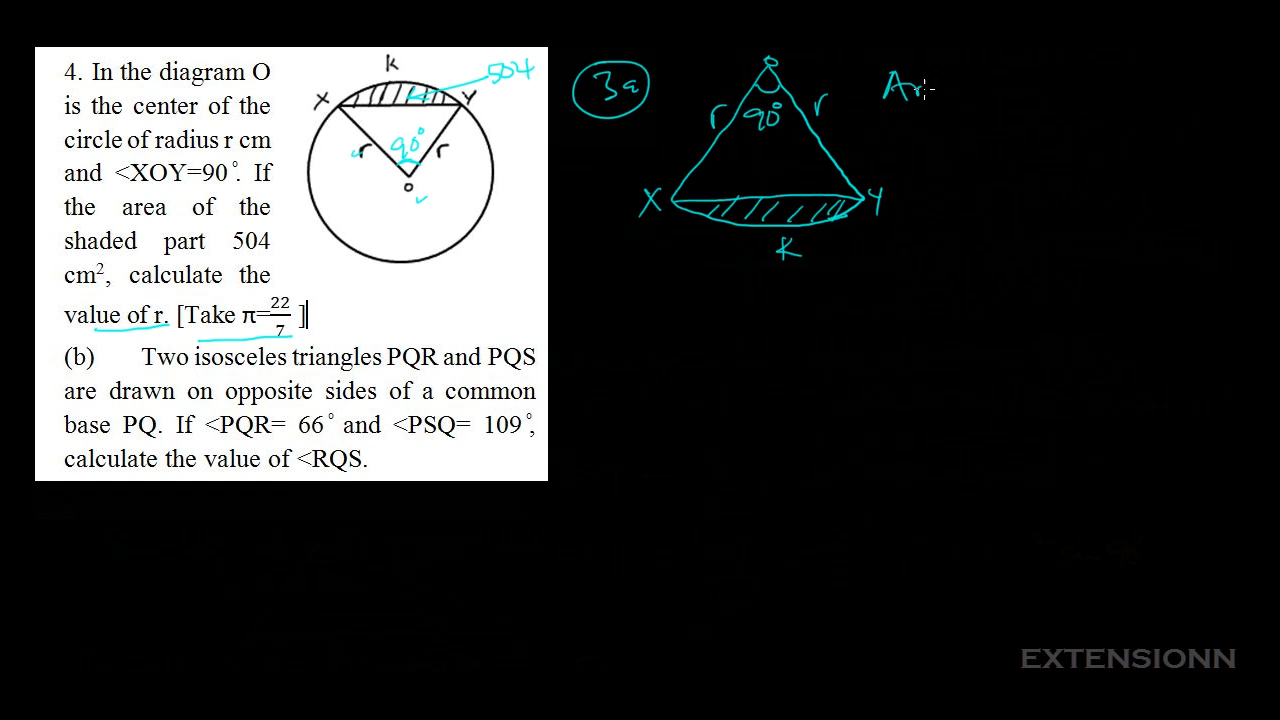 4. In the diagram O
is the center of the
circle of radius r cm
and <XOY=90°. If
the area of the
shaded part 504
cm², calculate the
value of r. [Take π=22/7 ]
(b) Two isosceles triangles PQR and PQS
are drawn on opposite sides of a common
base PQ. If <PQR= 66° and <PSQ= 109°,
calculate the value of <RQS.
k
504
X
Y
90°
r
r
o
3a
r
90°
r
X
Y
K
Ar
EXTENSIONN